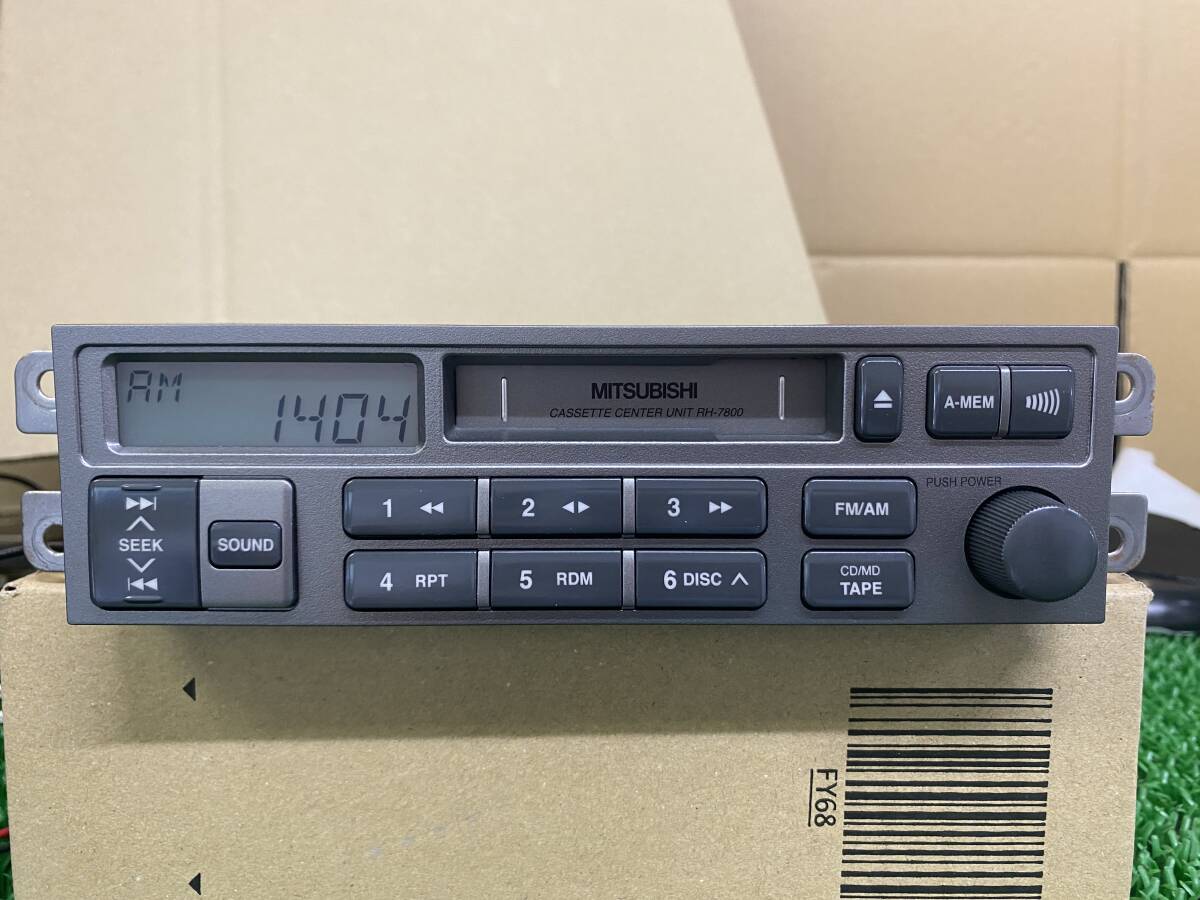 AM
1404
MITSUBISHI
CASSETTE CENTER UNIT RH-7800
A-MEM
SEEK
SOUND
1
2
3
FM/AM
PUSH POWER
4 RPT
5 RDM
6 DISC
CD/MD
TAPE
FY68